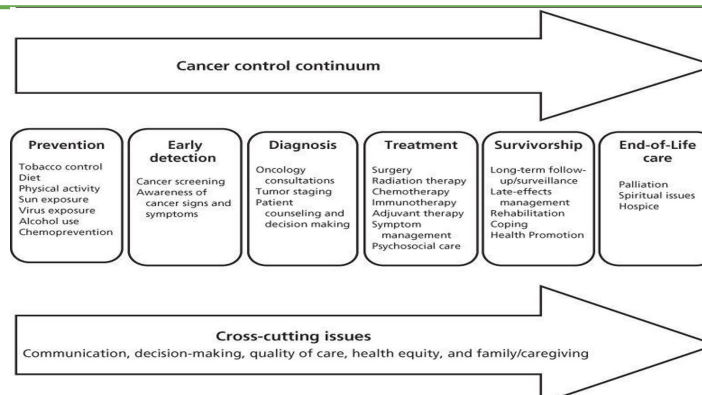 Cancer control continuum
Prevention
Tobacco control
Diet
Physical activity
Sun exposure
Virus exposure
Alcohol use
Chemoprevention
Early
detection
Cancer screening
Awareness of
cancer signs and
symptoms
Diagnosis
Oncology
consultations
Tumor staging
Patient
counseling and
decision making
Treatment
Surgery
Radiation therapy
Chemotherapy
Immunotherapy
Adjuvant therapy
Symptom
management
Psychosocial care
Survivorship
Long-term follow-
up/surveillance
Late-effects
management
Rehabilitation
Coping
Health Promotion
End-of-Life
care
Palliation
Spiritual issues
Hospice
Cross-cutting issues
Communication, decision-making, quality of care, health equity, and family/caregiving